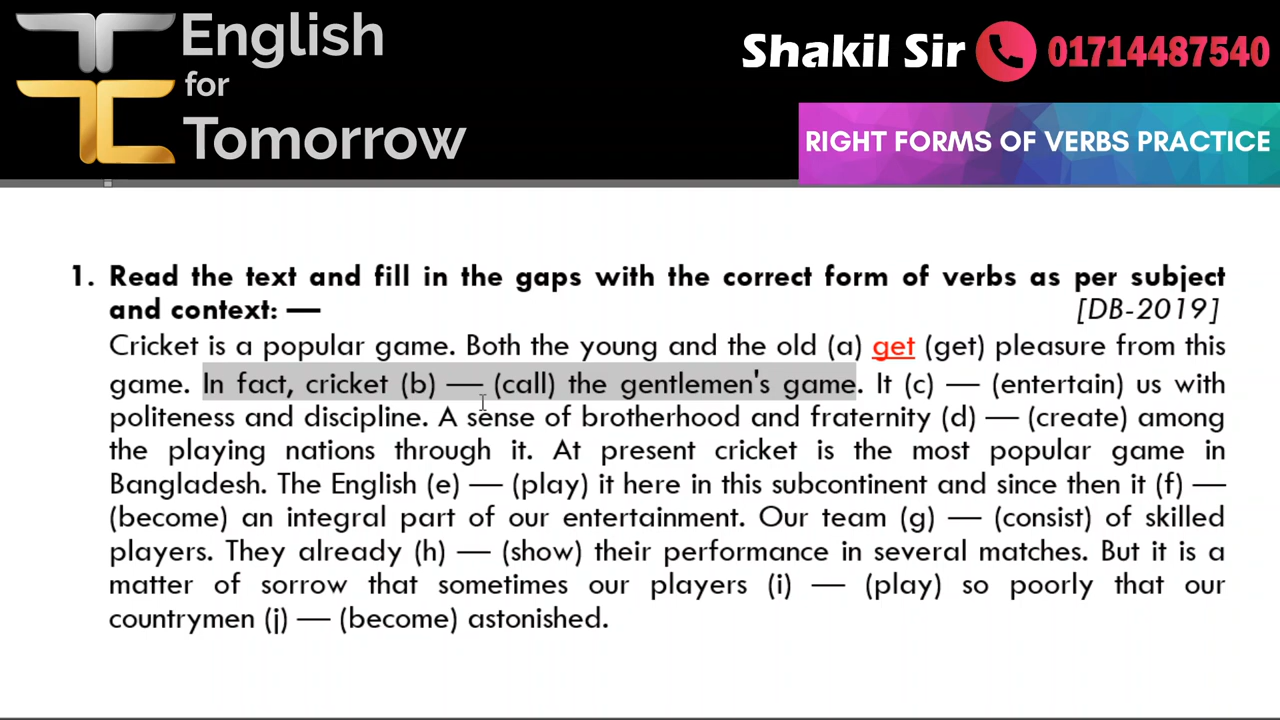 English
for
Tomorrow
Shakil Sir 01714487540
RIGHT FORMS OF VERBS PRACTICE
1. Read the text and fill in the gaps with the correct form of verbs as per subject
and context: — [DB-2019]
Cricket is a popular game. Both the young and the old (a) get (get) pleasure from this
game. In fact, cricket (b) — (call) the gentlemen's game. It (c) — (entertain) us with
politeness and discipline. A sense of brotherhood and fraternity (d) — (create) among
the playing nations through it. At present cricket is the most popular game in
Bangladesh. The English (e) — (play) it here in this subcontinent and since then it (f) —
(become) an integral part of our entertainment. Our team (g) — (consist) of skilled
players. They already (h) — (show) their performance in several matches. But it is a
matter of sorrow that sometimes our players (i) — (play) so poorly that our
countrymen (j) — (become) astonished.